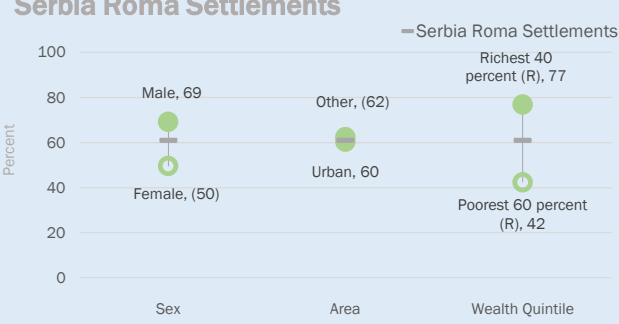 Serbia Roma Settlements
Serbia Roma Settlements
100
80
60
40
20
0
Percent
Male, 69
Female, (50)
Other, (62)
Urban, 60
Richest 40
percent (R), 77
Poorest 60 percent
(R), 42
Sex
Area
Wealth Quintile